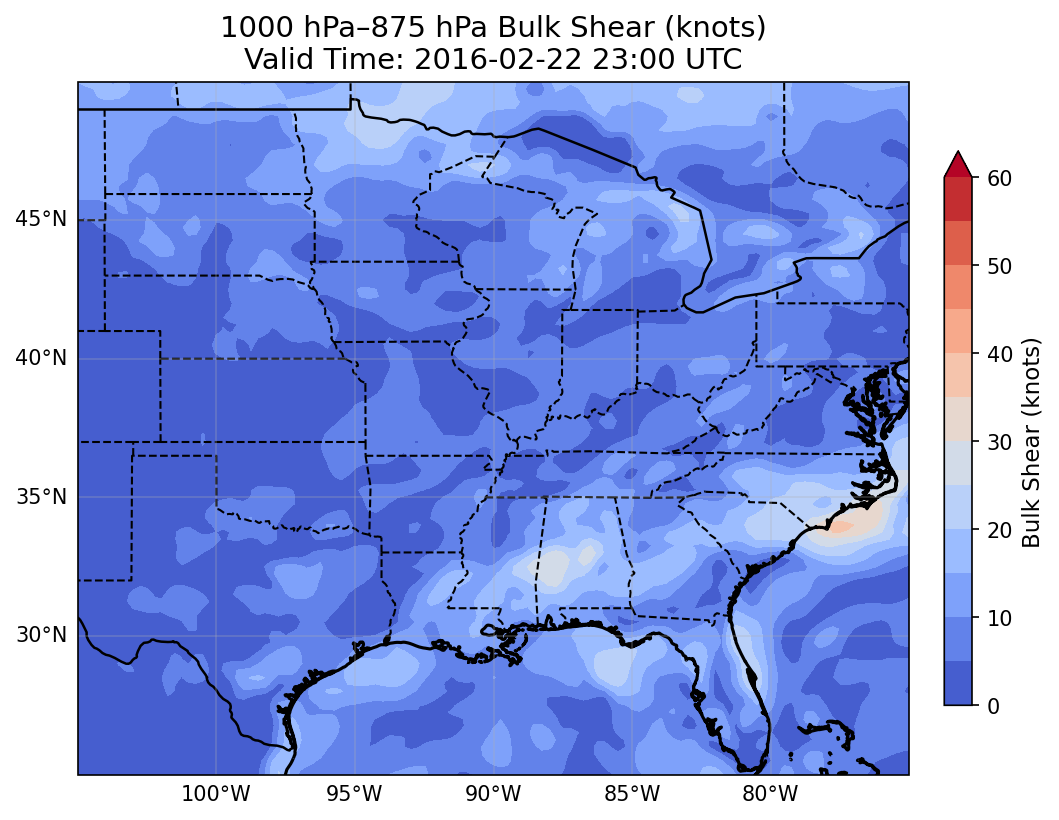 1000 hPa–875 hPa Bulk Shear (knots)
Valid Time: 2016-02-22 23:00 UTC
45°N
40°N
35°N
30°N
100°W
95°W
90°W
85°W
80°W
60
50
40
30
20
10
0
Bulk Shear (knots)